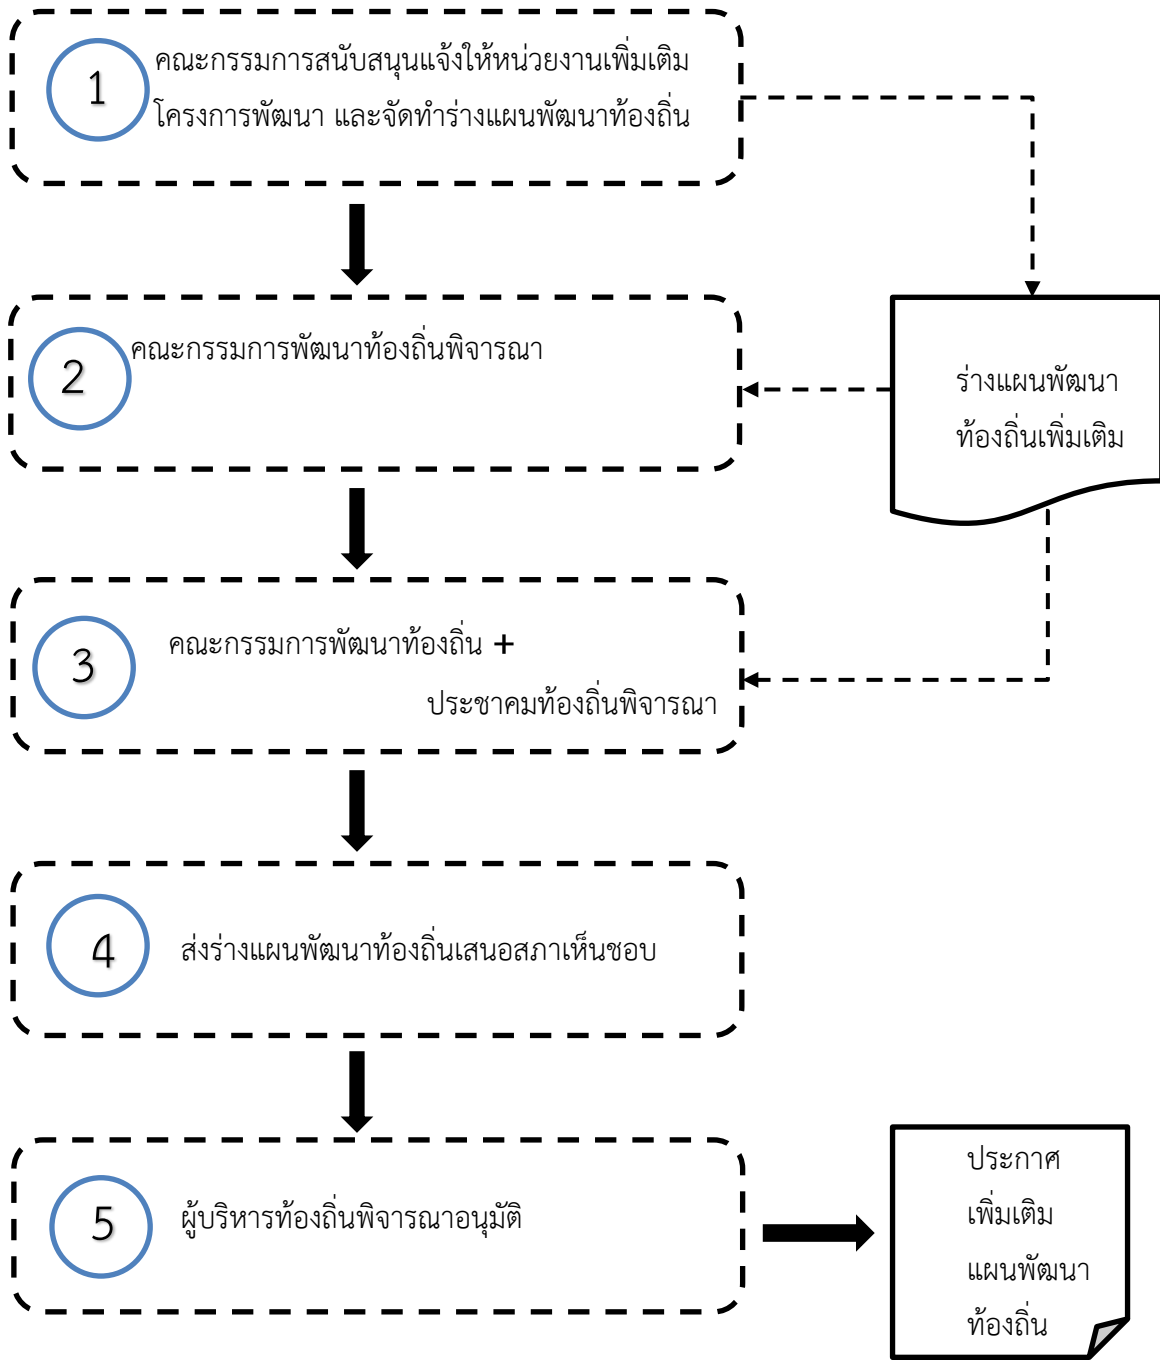 1
คณะกรรมการสนับสนุนแจ้งให้หน่วยงานเพิ่มเติม
โครงการพัฒนา และจัดทำร่างแผนพัฒนาท้องถิ่น
2
คณะกรรมการพัฒนาท้องถิ่นพิจารณา
ร่างแผนพัฒนา
ท้องถิ่นเพิ่มเติม
3
คณะกรรมการพัฒนาท้องถิ่น +
ประชาคมท้องถิ่นพิจารณา
4
ส่งร่างแผนพัฒนาท้องถิ่นเสนอสภาเห็นชอบ
5
ผู้บริหารท้องถิ่นพิจารณาอนุมัติ
ประกาศ
เพิ่มเติม
แผนพัฒนา
ท้องถิ่น